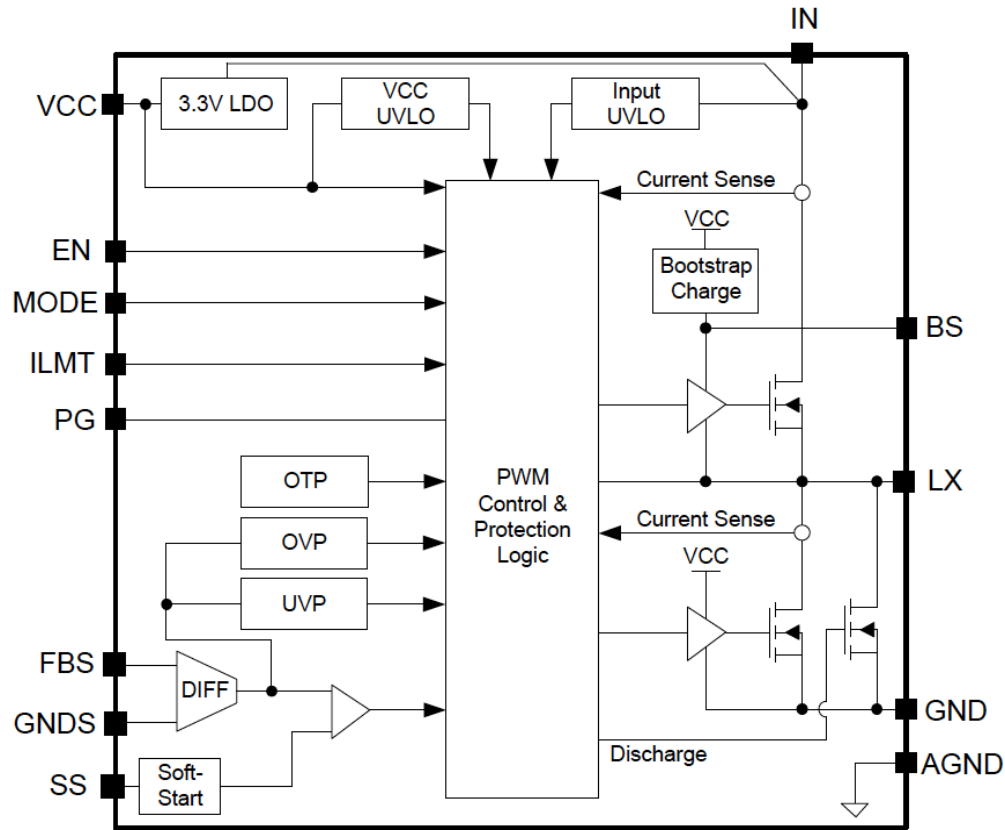 IN
VCC
3.3V LDO
VCC
UVLO
Input
UVLO
Current Sense
VCC
EN
Bootstrap
Charge
MODE
BS
ILMT
PG
OTP
PWM
Control &
Protection
Logic
LX
Current Sense
OVP
VCC
UVP
FBS
DIFF
GNDS
GND
Discharge
SS
Soft-
Start
AGND